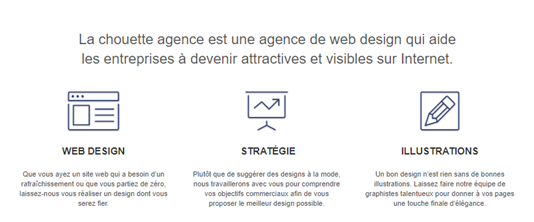 La chouette agence est une agence de web design qui aide
les entreprises à devenir attractives et visibles sur Internet.
WEB DESIGN
Que vous ayez un site web qui a besoin d'un
rafraîchissement ou que vous partiez de zéro,
laissez-nous vous réaliser un design dont vous
serez fier.
STRATÉGIE
Plutôt que de suggérer des designs à la mode,
nous travaillerons avec vous pour comprendre
vos objectifs commerciaux afin de vous
proposer le meilleur design possible.
ILLUSTRATIONS
Un bon design n'est rien sans de bonnes
illustrations. Laissez faire notre équipe de
graphistes talentueux pour donner à vos pages
une touche finale d'élégance.